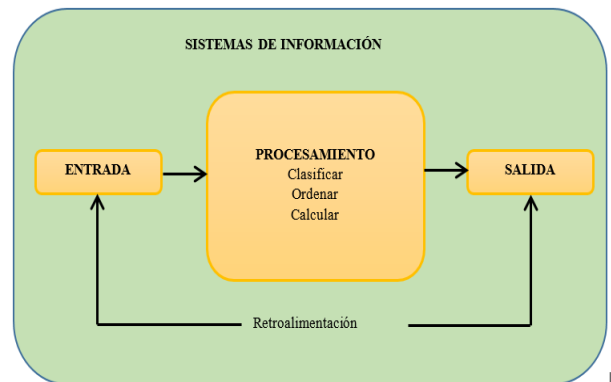 SISTEMAS DE INFORMACIÓN
ENTRADA
PROCESAMIENTO
Clasificar
Ordenar
Calcular
SALIDA
Retroalimentación